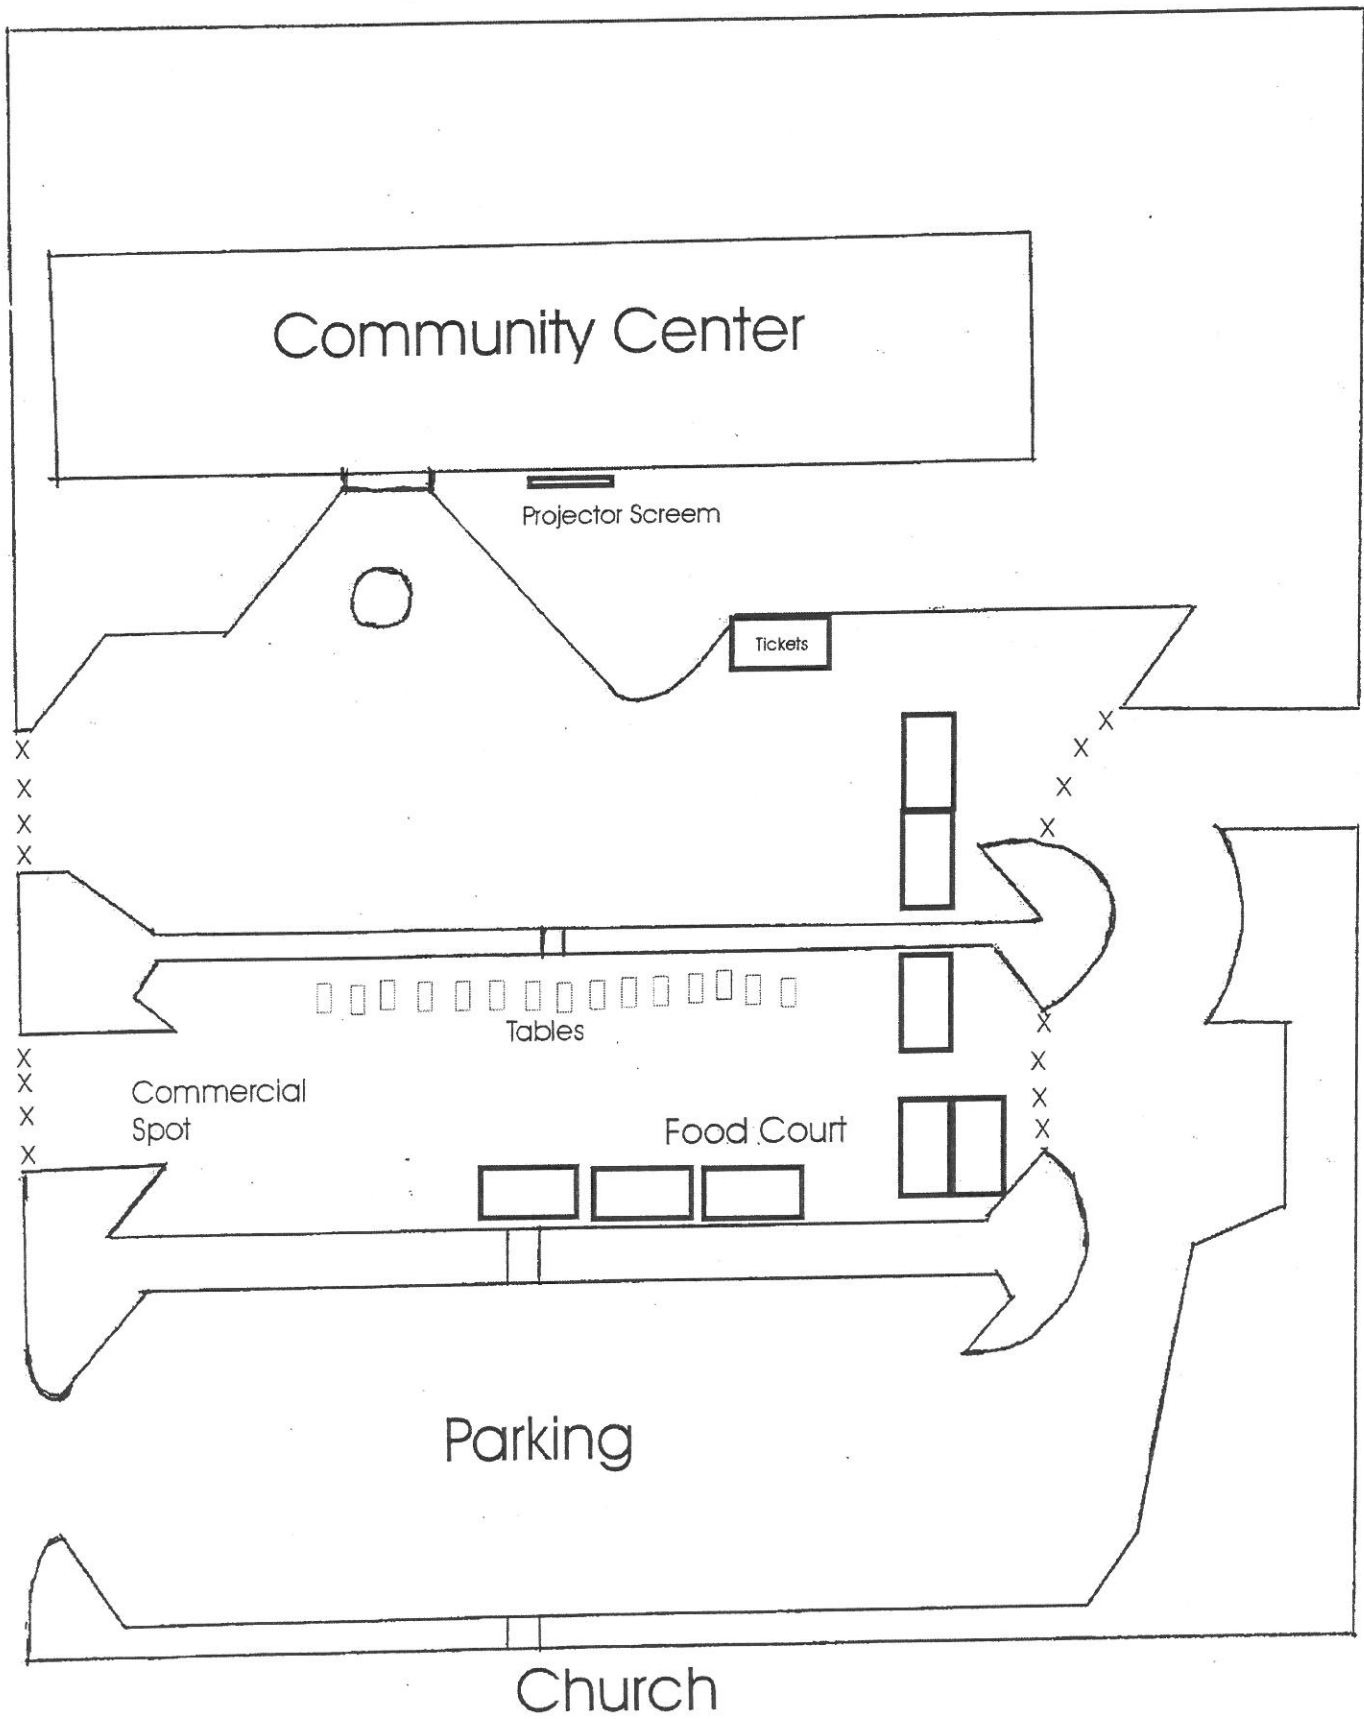 Community Center
Projector Screem
Tickets
X
X
X
X
X
X
X
X
Tables
X
X
X
X
X
X
X
X
Commercial
Spot
Food Court
Parking
Church